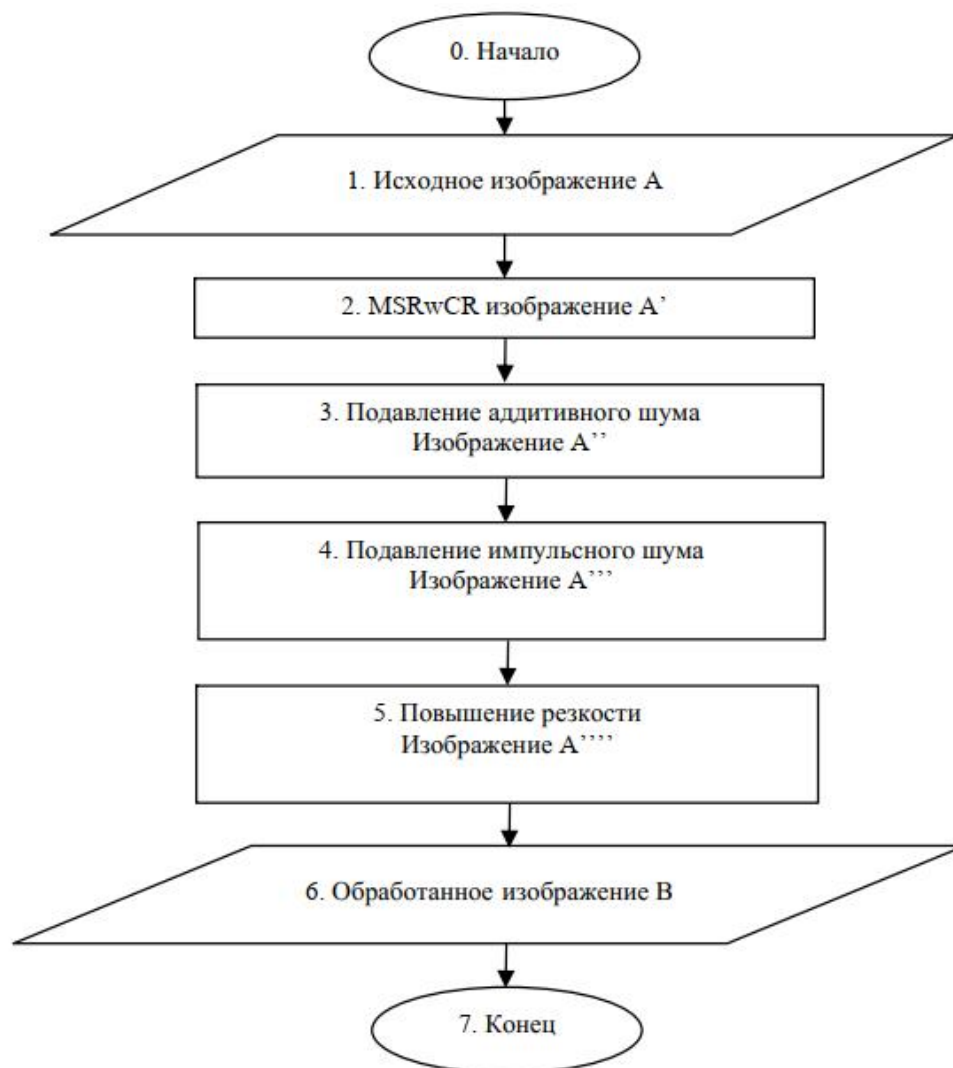 0. Начало
1. Исходное изображение А
2. MSRwCR изображение А’
3. Подавление аддитивного шума
Изображение А’’
4. Подавление импульсного шума
Изображение А’’’
5. Повышение резкости
Изображение А’’’’
6. Обработанное изображение В
7. Конец